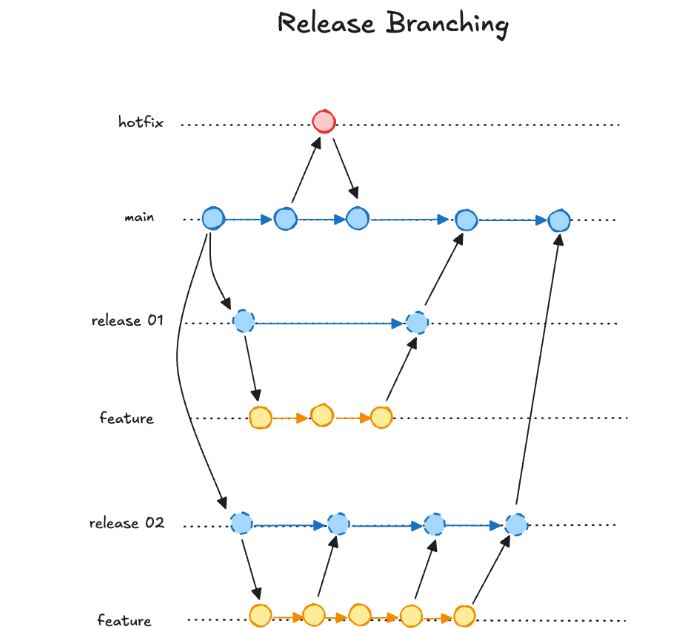 Release Branching
hotfix
main
release 01
feature
release 02
feature